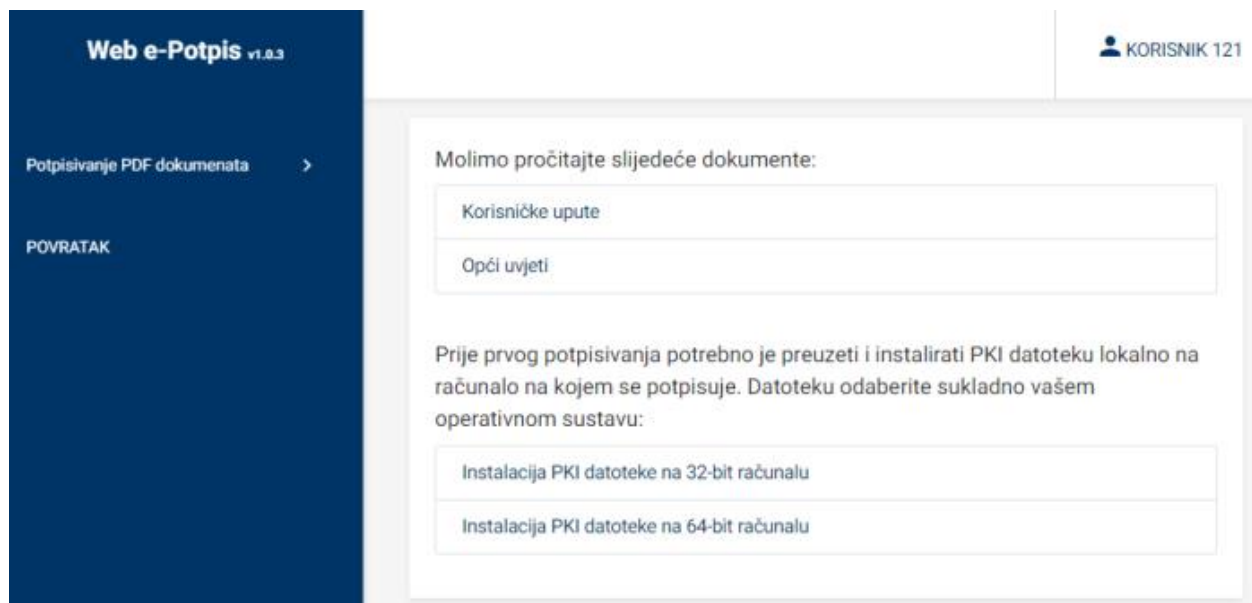 Web e-Potpis v1.0.3
KORISNIK 121
Potpisivanje PDF dokumenata
POVRATAK
Molimo pročitajte slijedeće dokumente:
Korisničke upute
Opći uvjeti
Prije prvog potpisivanja potrebno je preuzeti i instalirati PKI datoteku lokalno na
računalo na kojem se potpisuje. Datoteku odaberite sukladno vašem
operativnom sustavu:
Instalacija PKI datoteke na 32-bit računalu
Instalacija PKI datoteke na 64-bit računalu